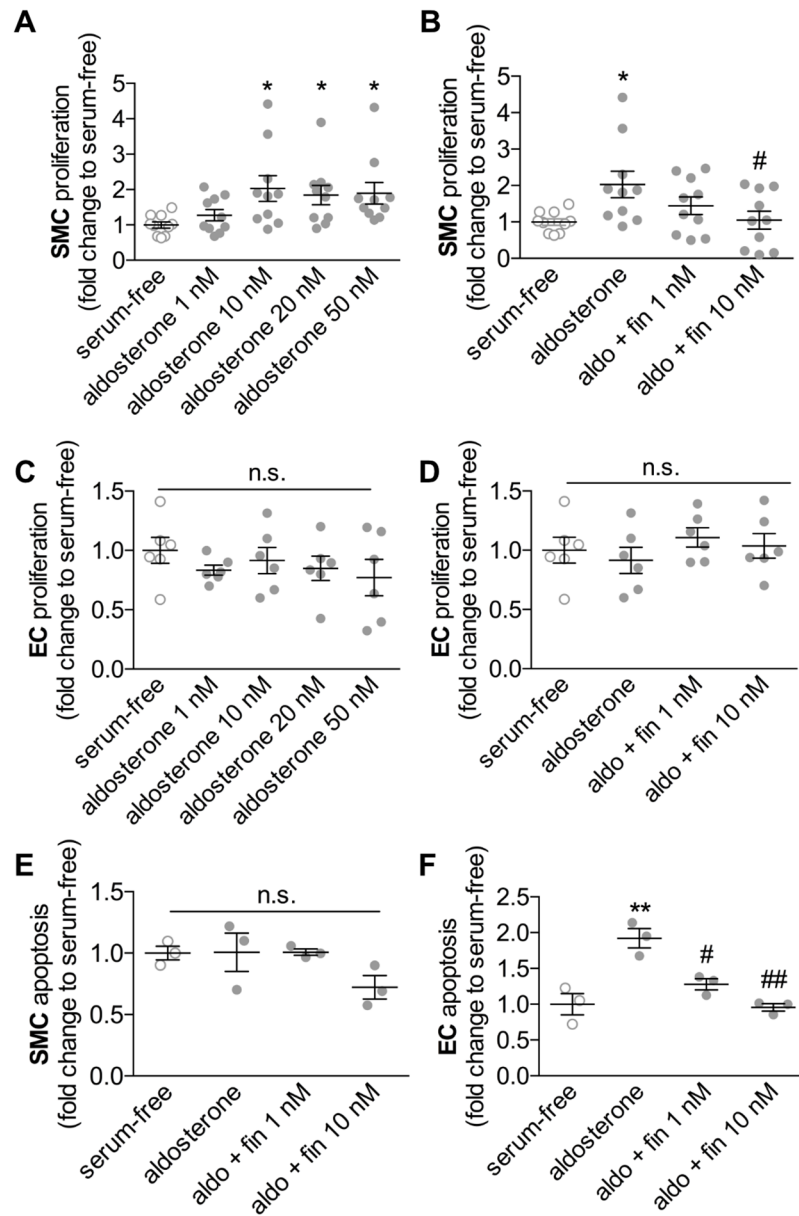 A
SMC proliferation
(fold change to serum-free)
5
4
3
2
1
0
* * *
serum-free
aldosterone 1 nM
aldosterone 10 nM
aldosterone 20 nM
aldosterone 50 nM
B
SMC proliferation
(fold change to serum-free)
5
4
3
2
1
0
*
#
serum-free
aldosterone
aldo + fin 1 nM
aldo + fin 10 nM
C
EC proliferation
(fold change to serum-free)
1.5
1.0
0.5
0.0
n.s.
serum-free
aldosterone 1 nM
aldosterone 10 nM
aldosterone 20 nM
aldosterone 50 nM
D
EC proliferation
(fold change to serum-free)
1.5
1.0
0.5
0.0
n.s.
serum-free
aldosterone
aldo + fin 1 nM
aldo + fin 10 nM
E
SMC apoptosis
(fold change to serum-free)
1.5
1.0
0.5
0.0
n.s.
serum-free
aldosterone
aldo + fin 1 nM
aldo + fin 10 nM
F
EC apoptosis
(fold change to serum-free)
2.5
2.0
1.5
1.0
0.5
0.0
**
#
##
serum-free
aldosterone
aldo + fin 1 nM
aldo + fin 10 nM